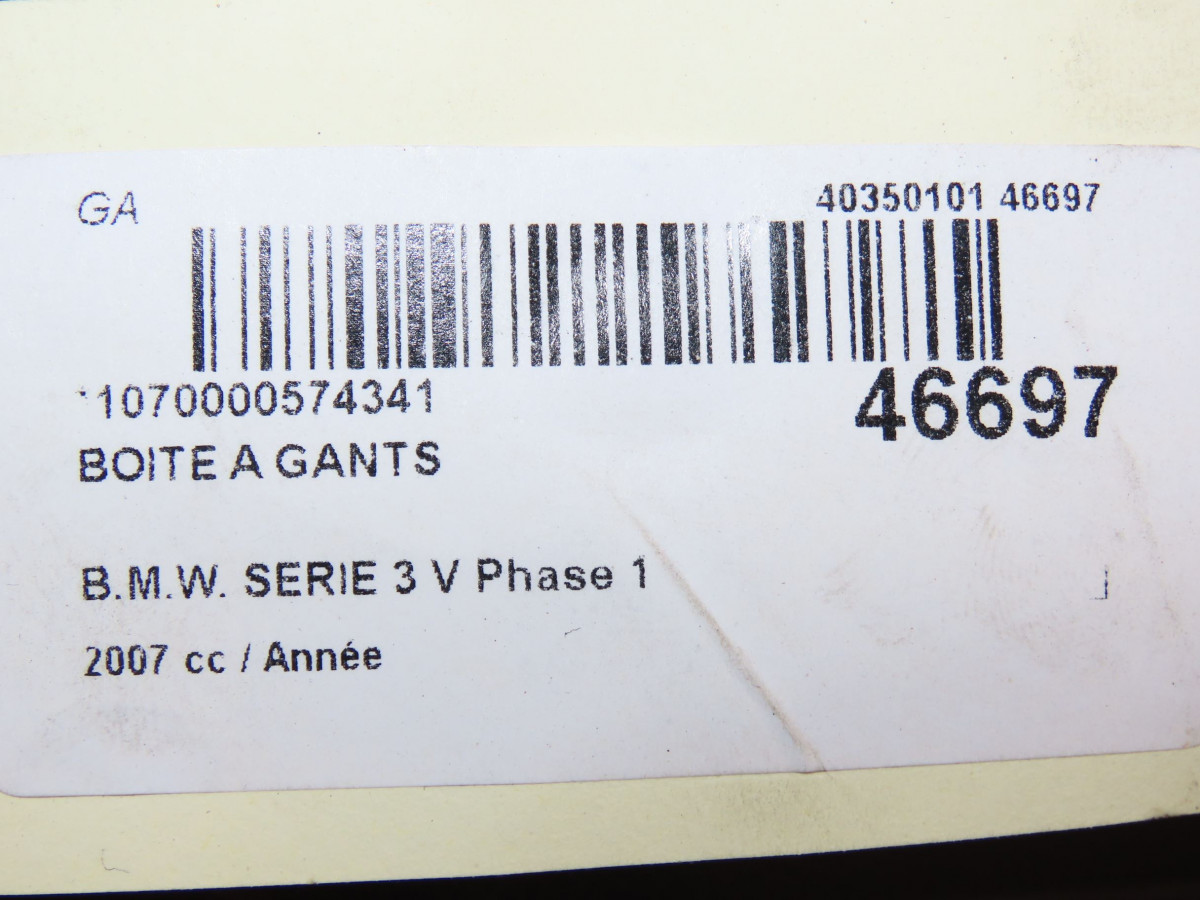 GA
40350101 46697
*1070000574341
46697
BOITE A GANTS
B.M.W. SERIE 3 V Phase 1
2007 cc / Année